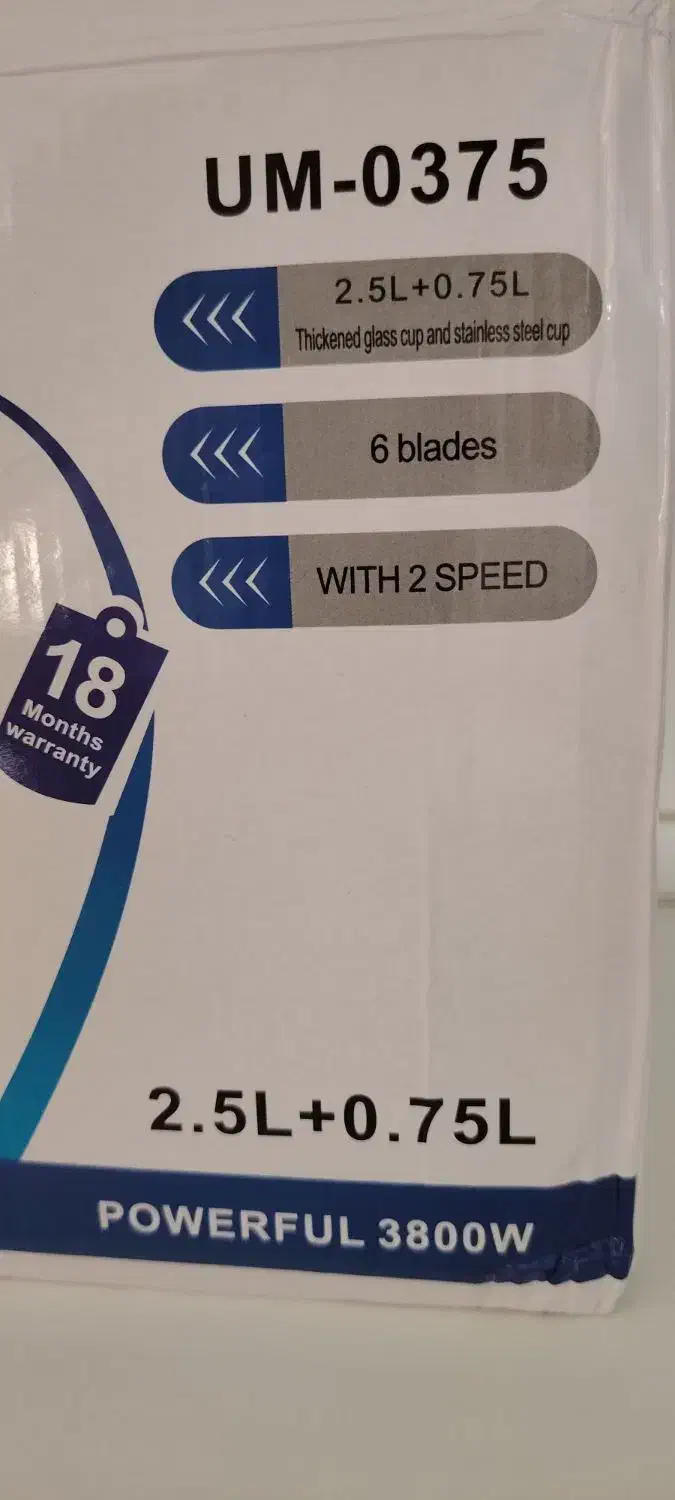 UM-0375
2.5L+0.75L
Thickened glass cup and stainless steel cup
6 blades
WITH 2 SPEED
18
Months
warranty
2.5L+0.75L
POWERFUL 3800W